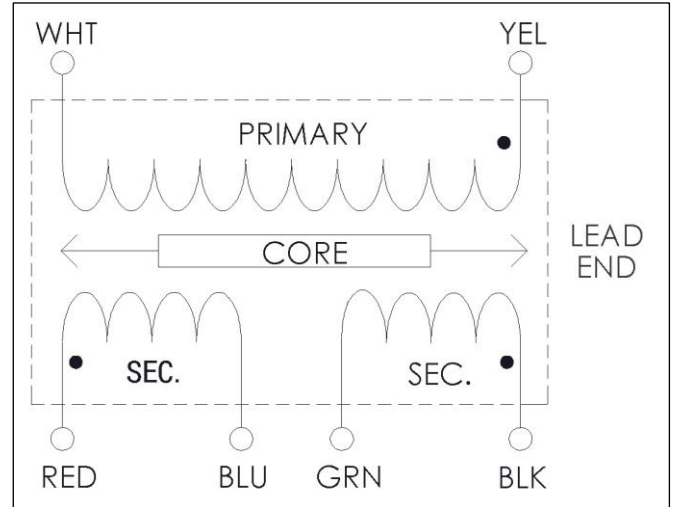 WHT
YEL
PRIMARY
CORE
LEAD
END
SEC.
SEC.
RED
BLU
GRN
BLK